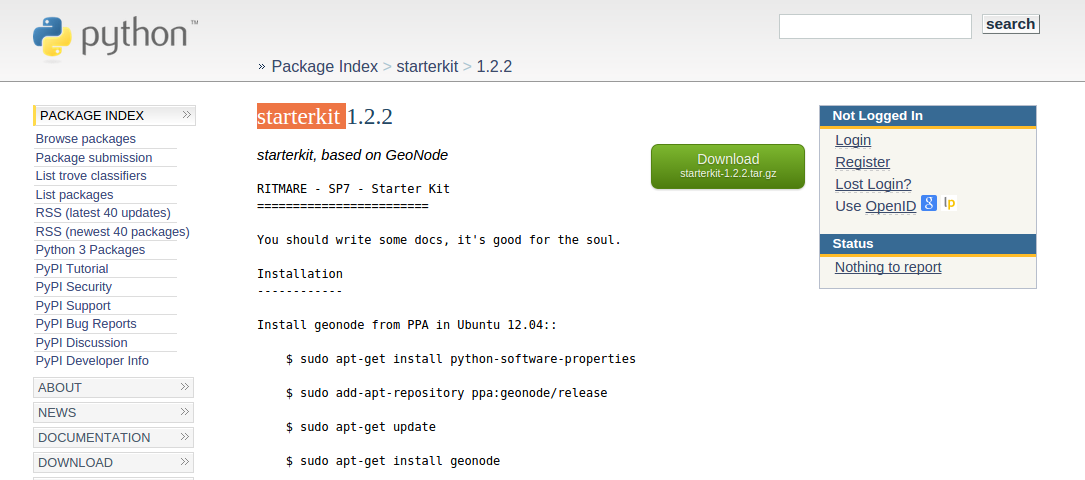 python™
search
» Package Index > starterkit > 1.2.2
PACKAGE INDEX »
Browse packages
Package submission
List trove classifiers
List packages
RSS (latest 40 updates)
RSS (newest 40 packages)
Python 3 Packages
PyPI Tutorial
PyPI Security
PyPI Support
PyPI Bug Reports
PyPI Discussion
PyPI Developer Info
ABOUT »
NEWS »
DOCUMENTATION »
DOWNLOAD »
starterkit 1.2.2
starterkit, based on GeoNode
Download
starterkit-1.2.2.tar.gz
RITMARE - SP7 - Starter Kit
========================
You should write some docs, it's good for the soul.
Installation
------------
Install geonode from PPA in Ubuntu 12.04::
$ sudo apt-get install python-software-properties
$ sudo add-apt-repository ppa:geonode/release
$ sudo apt-get update
$ sudo apt-get install geonode
Not Logged In
Login
Register
Lost Login?
Use OpenID 8 lp
Status
Nothing to report